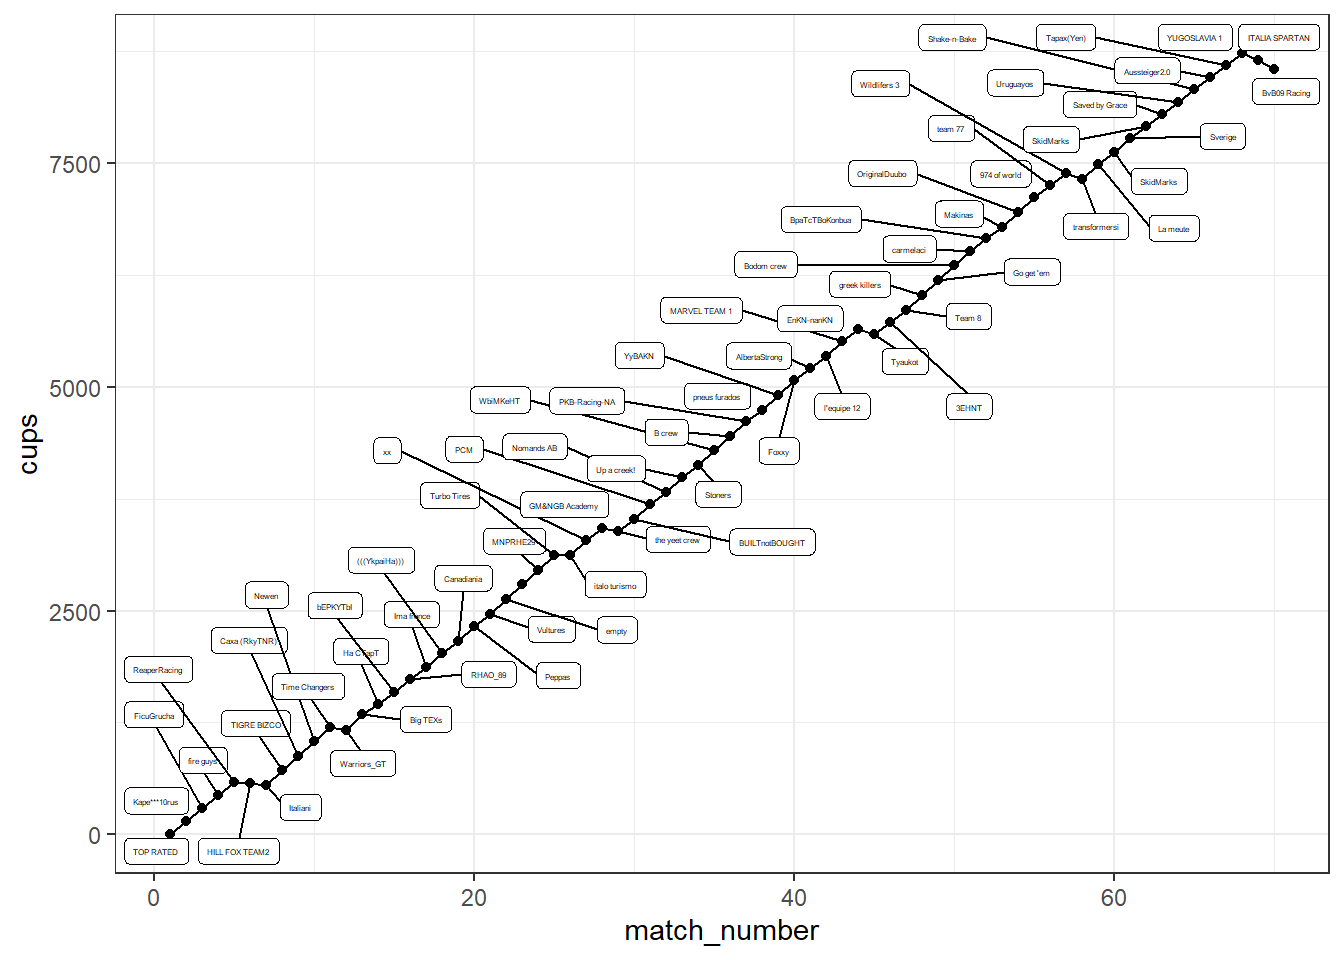 Shake-n-Bake
Tapax(Yen)
YUGOSLAVIA 1
ITALIA SPARTAN
Aussteiger2.0
Wildlifers 3
Uruguayos
BvB09 Racing
Saved by Grace
team 77
SkidMarks
Sverige
7500
OriginalDuubo
974 of world
SkidMarks
Makinas
BpaTcTBoKonbua
transformersi
La meute
carmelaci
Bodom crew
Go get 'em
greek killers
MARVEL TEAM 1
EnKN-nanKN
Team 8
YyBAKN
AlbertaStrong
Tyaukot
5000
WbiMKeHT
PKB-Racing-NA
pneus furados
l'equipe 12
3EHNT
B crew
xx
PCM
Nomands AB
Foxxy
cups
Up a creek!
Turbo Tires
Stoners
GM&NGB Academy
MNPRHE29
the yeet crew
BUILTnotBOUGHT
(((YkpaiHa)))
Canadiania
italo turismo
Newen
bEPKYTbI
Ima france
2500
Vultures
empty
Caxa (RkyTNR)
Ha CTapT
ReaperRacing
RHAO_89
Peppas
Time Changers
FicuGrucha
TIGRE BIZCO
Big TEXs
fire guys
Warriors_GT
Kape***10rus
Italiani
0
TOP RATED
HILL FOX TEAM2
0
20
40
60
match_number